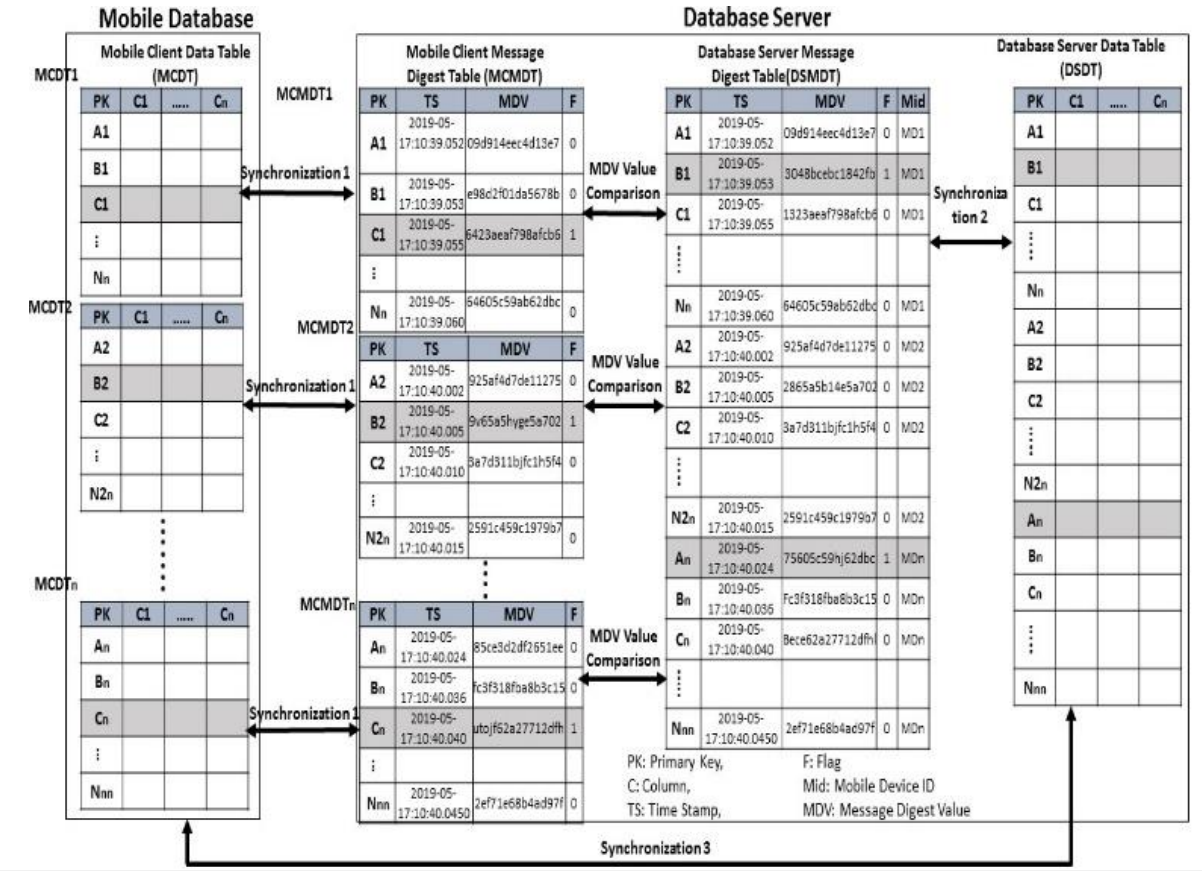 Mobile Database
Database Server
Mobile Client Data Table
(MCDT)
MCDT1
PK C1 ..... Cn
A1
B1
C1
⋮
Nn
MCDT2
PK C1 ..... Cn
A2
B2
C2
⋮
N2n
MCDTn
PK C1 ..... Cn
An
Bn
Cn
⋮
Nnn
Synchronization 1
Synchronization 1
Synchronization 1
Mobile Client Message
Digest Table (MCMDT)
MCMDT1
PK TS MDV F
A1 2019-05-17:10:39.052 09d914eec4d13e7 0
B1 2019-05-17:10:39.053 e98d2f01da5678b 0
C1 2019-05-17:10:39.055 6423aeaf798afcb6 1
⋮
Nn 2019-05-17:10:39.060 64605c59ab62dbc 0
MCMDT2
PK TS MDV F
A2 2019-05-17:10:40.002 925af4d7de11275 0
B2 2019-05-17:10:40.005 9v65a5hyge5a702 1
C2 2019-05-17:10:40.010 3a7d311bjfc1h5f4 0
⋮
N2n 2019-05-17:10:40.015 2591c459c1979b7 0
MCMDTn
PK TS MDV F
An 2019-05-17:10:40.024 85ce3d2df2651ee 0
Bn 2019-05-17:10:40.036 fc3f318fba8b3c15 0
Cn 2019-05-17:10:40.040 utojf62a27712dfh 1
⋮
Nnn 2019-05-17:10:40.0450 2ef71e68b4ad97f 0
MDV Value
Comparison
MDV Value
Comparison
MDV Value
Comparison
Database Server Message
Digest Table(DSMDT)
PK TS MDV F Mid
A1 2019-05-17:10:39.052 09d914eec4d13e7 0 MD1
B1 2019-05-17:10:39.053 3048bcebc1842fb 1 MD1
C1 2019-05-17:10:39.055 1323aeaf798afcb6 0 MD1
Nn 2019-05-17:10:39.060 64605c59ab62dbc 0 MD1
A2 2019-05-17:10:40.002 925af4d7de11275 0 MD2
B2 2019-05-17:10:40.005 2865a5b14e5a702 0 MD2
C2 2019-05-17:10:40.010 3a7d311bjfc1h5f4 0 MD2
N2n 2019-05-17:10:40.015 2591c459c1979b7 0 MD2
An 2019-05-17:10:40.024 75605c59hj62dbc 1 MDn
Bn 2019-05-17:10:40.036 Fc3f318fba8b3c15 0 MDn
Cn 2019-05-17:10:40.040 0 MDn
Nnn 2019-05-17:10:40.0450 2ef71e68b4ad97f 0 MDn
Synchroniza
tion 2
Database Server Data Table
(DSDT)
PK C1 ..... Cn
A1
B1
C1
Nn
A2
B2
C2
N2n
An
Bn
Cn
Nnn
PK: Primary Key, F: Flag
C: Column, Mid: Mobile Device ID
TS: Time Stamp, MDV: Message Digest Value
Synchronization 3